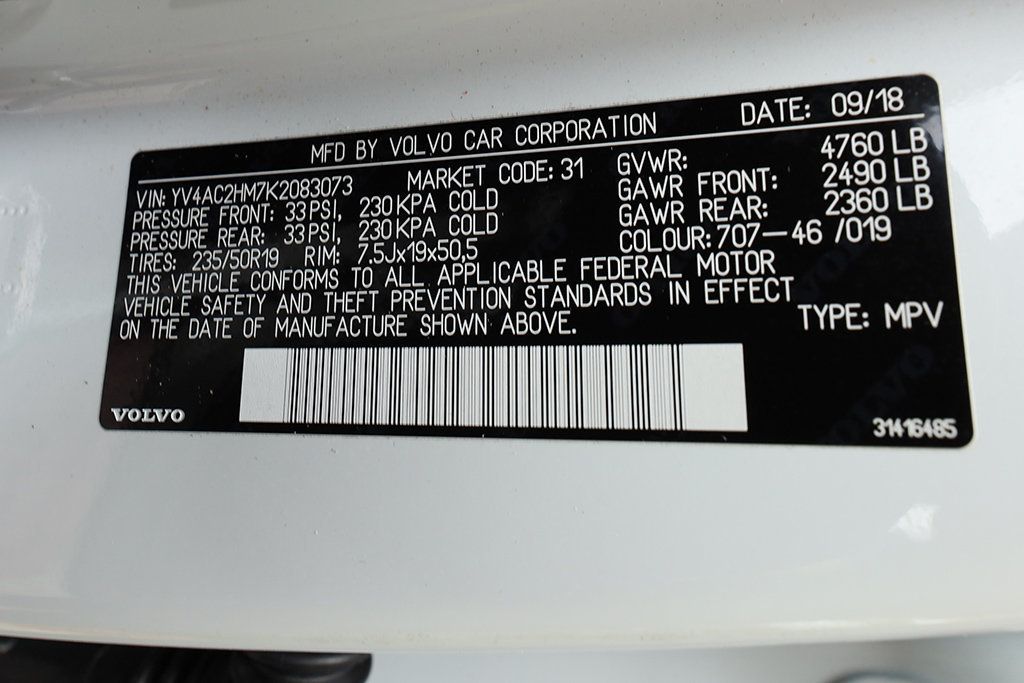 MFD BY VOLVO CAR CORPORATION DATE: 09/18
VIN: YV4AC2HM7K2083073 MARKET CODE: 31 GVWR: 4760 LB
PRESSURE FRONT: 33 PSI, 230 KPA COLD GAWR FRONT: 2490 LB
PRESSURE REAR: 33 PSI, 230 KPA COLD GAWR REAR: 2360 LB
TIRES: 235/50R19 RIM: 7.5Jx19x50,5 COLOUR: 707-46 /019
THIS VEHICLE CONFORMS TO ALL APPLICABLE FEDERAL MOTOR
VEHICLE SAFETY AND THEFT PREVENTION STANDARDS IN EFFECT
ON THE DATE OF MANUFACTURE SHOWN ABOVE. TYPE: MPV
VOLVO 31416485